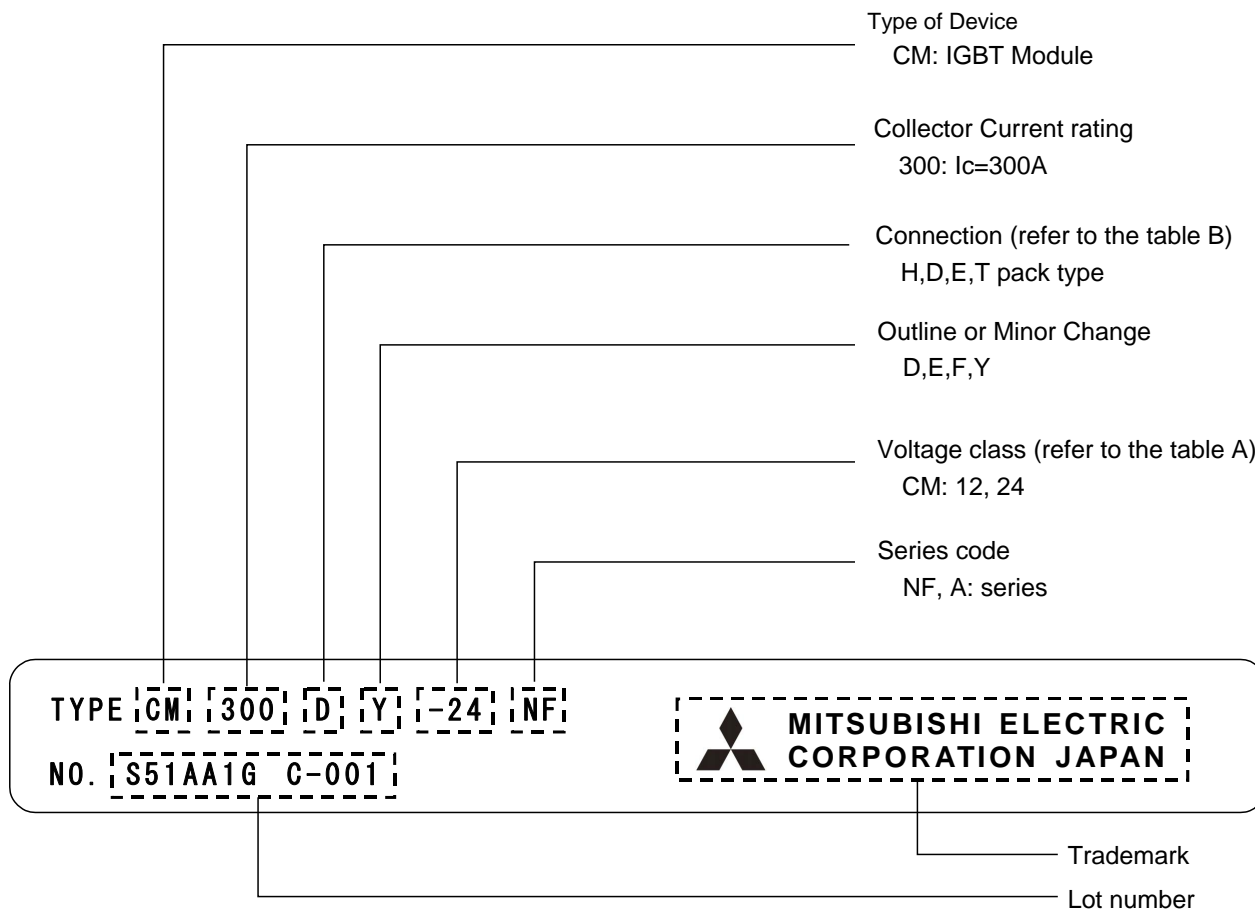 Type of Device
CM: IGBT Module
Collector Current rating
300: Ic=300A
Connection (refer to the table B)
H,D,E,T pack type
Outline or Minor Change
D,E,F,Y
Voltage class (refer to the table A)
CM: 12, 24
Series code
NF, A: series
TYPE CM 300 D Y -24 NF
NO. S51AA1G C-001
MITSUBISHI ELECTRIC
CORPORATION JAPAN
Trademark
Lot number